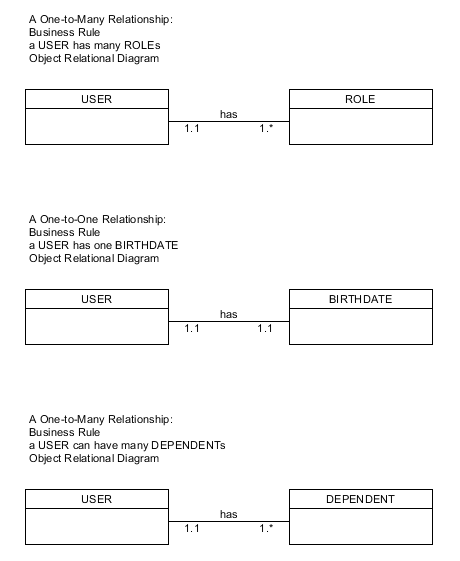 A One-to-Many Relationship:
Business Rule
a USER has many ROLEs
Object Relational Diagram
USER
ROLE
has
1.1
1.*
A One-to-One Relationship:
Business Rule
a USER has one BIRTHDATE
Object Relational Diagram
USER
BIRTHDATE
has
1.1
1.1
A One-to-Many Relationship:
Business Rule
a USER can have many DEPENDENTs
Object Relational Diagram
USER
DEPENDENT
has
1.1
1.*